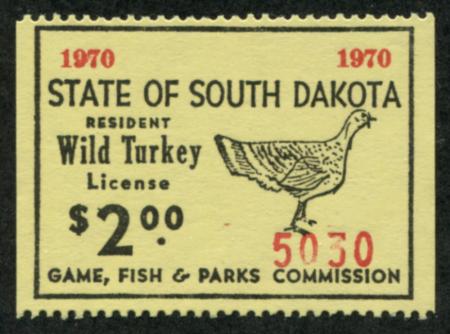 1970 1970
STATE OF SOUTH DAKOTA
RESIDENT
Wild Turkey
License
$2.00
5030
GAME, FISH & PARKS COMMISSION